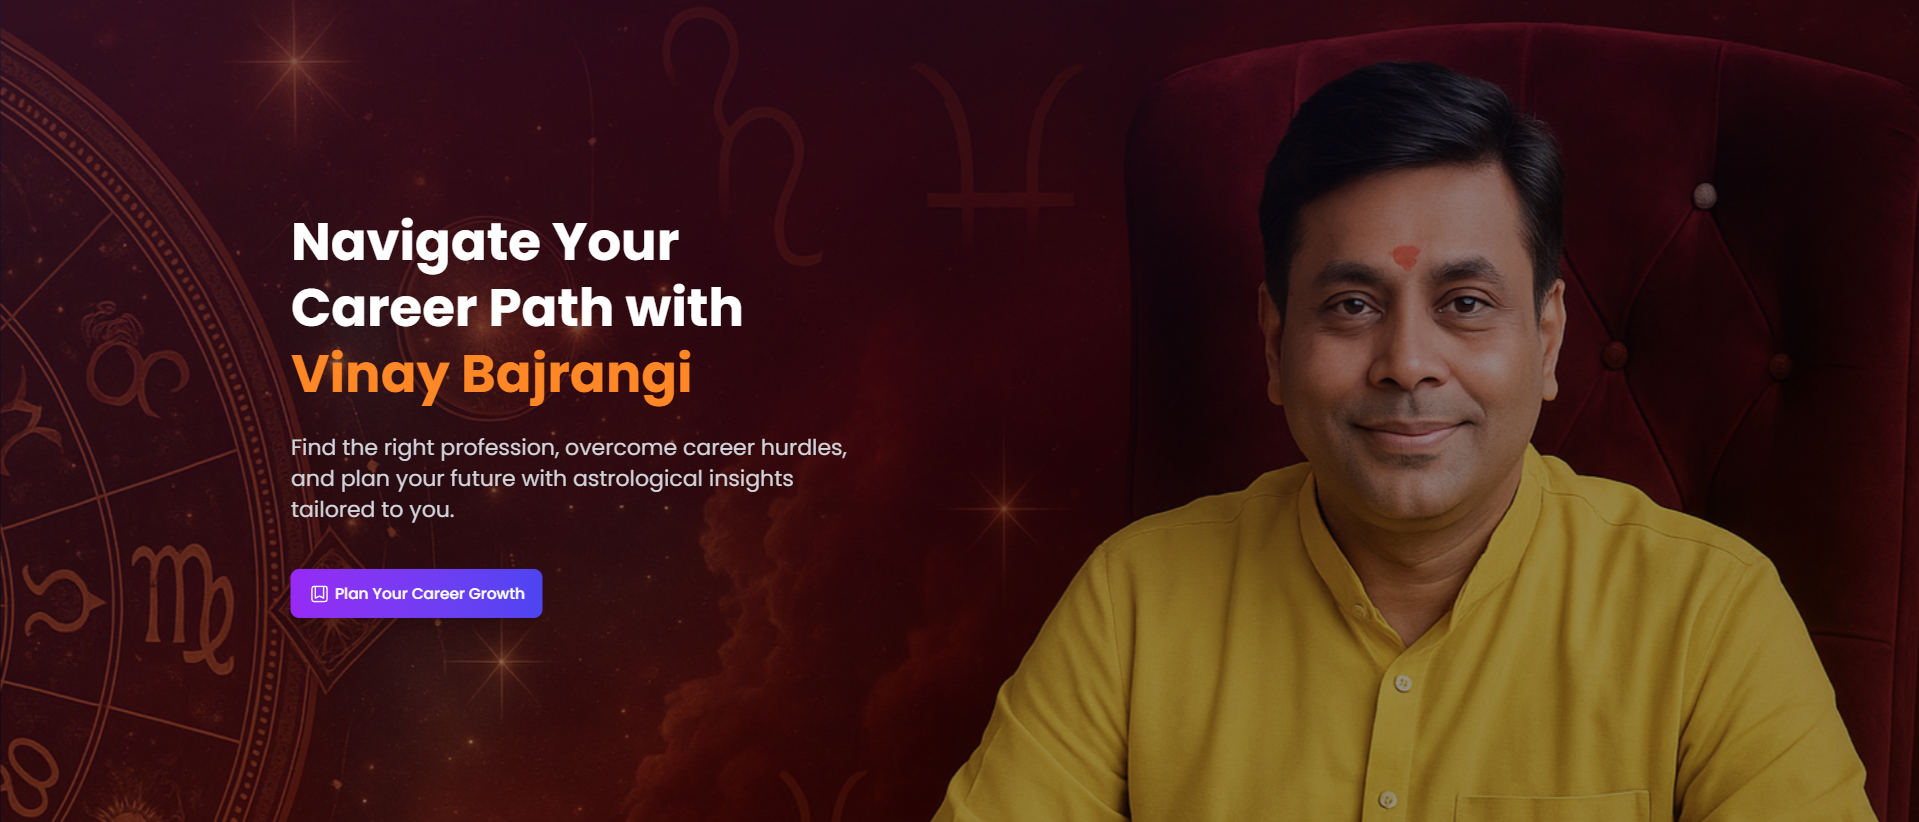 Navigate Your
Career Path with
Vinay Bajrangi
Find the right profession, overcome career hurdles,
and plan your future with astrological insights
tailored to you.
Plan Your Career Growth